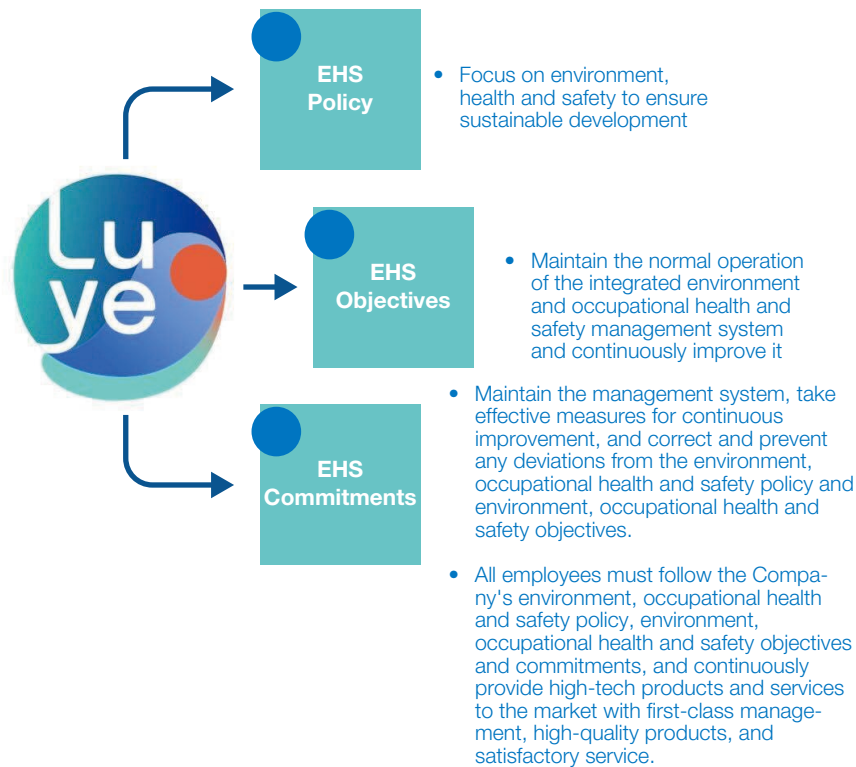 EHS
Policy
• Focus on environment,
health and safety to ensure
sustainable development
Lu
ye
EHS
Objectives
• Maintain the normal operation
of the integrated environment
and occupational health and
safety management system
and continuously improve it
EHS
Commitments
• Maintain the management system, take
effective measures for continuous
improvement, and correct and prevent
any deviations from the environment,
occupational health and safety policy and
environment, occupational health and
safety objectives.
• All employees must follow the Compa-
ny's environment, occupational health
and safety policy, environment,
occupational health and safety objectives
and commitments, and continuously
provide high-tech products and services
to the market with first-class manage-
ment, high-quality products, and
satisfactory service.